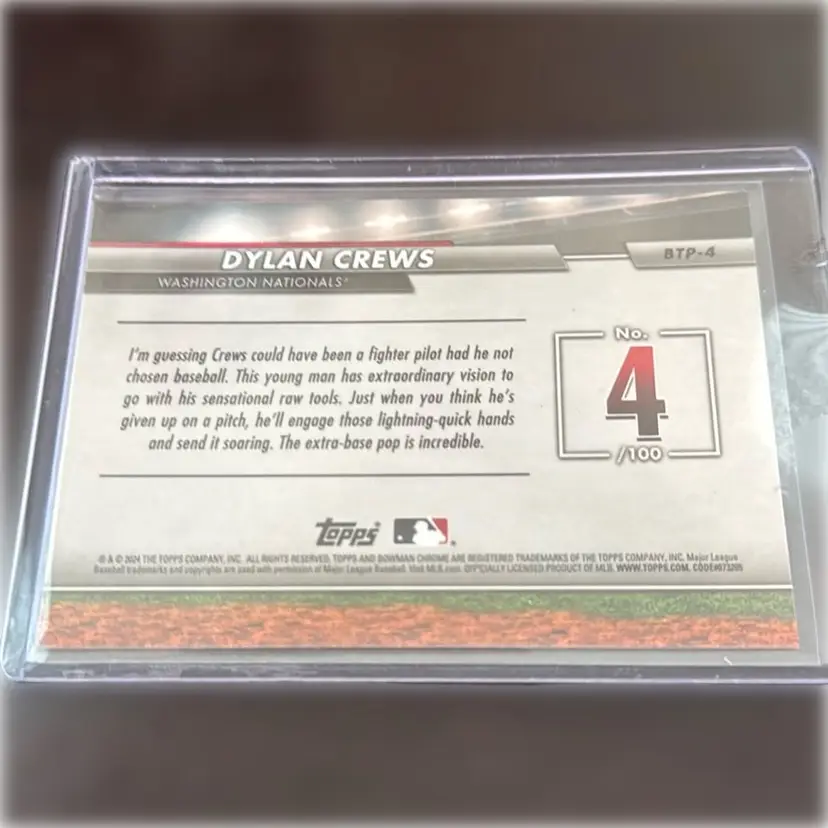 DYLAN CREWS
BTP-4
WASHINGTON NATIONALS®
I'm guessing Crews could have been a fighter pilot had he not
chosen baseball. This young man has extraordinary vision to
go with his sensational raw tools. Just when you think he's
given up on a pitch, he'll engage those lightning-quick hands
and send it soaring. The extra-base pop is incredible.
No.
4
/100
Topps®
® & © 2024 THE TOPPS COMPANY, INC. ALL RIGHTS RESERVED. TOPPS AND BOWMAN CHROME ARE REGISTERED TRADEMARKS OF THE TOPPS COMPANY, INC. Major League
Baseball trademarks and copyrights are used with permission of Major League Baseball. Visit MLB.com. OFFICIALLY LICENSED PRODUCT OF MLB. WWW.TOPPS.COM. CODE#073205